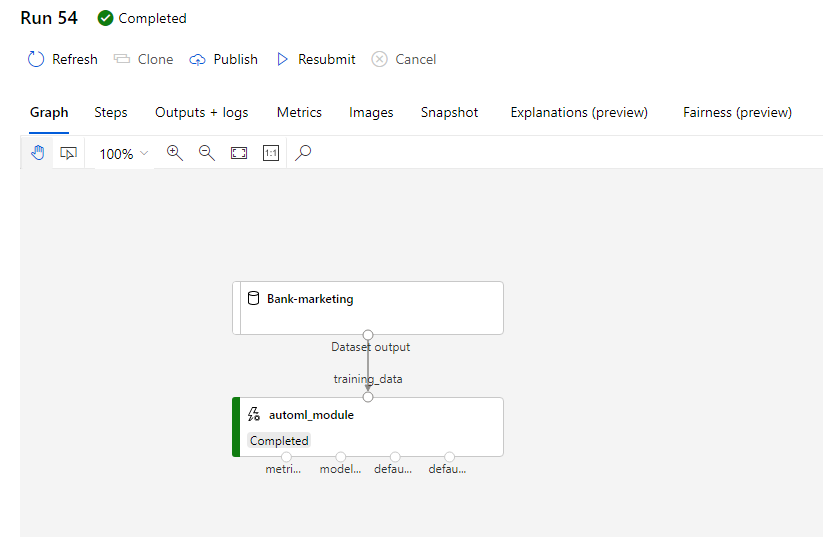 Run 54 Completed
Refresh Clone Publish Resubmit Cancel
Graph Steps Outputs + logs Metrics Images Snapshot Explanations (preview) Fairness (preview)
100% 1:1
Bank-marketing
Dataset output
training_data
automl_module
Completed
metri... model... defau... defau...